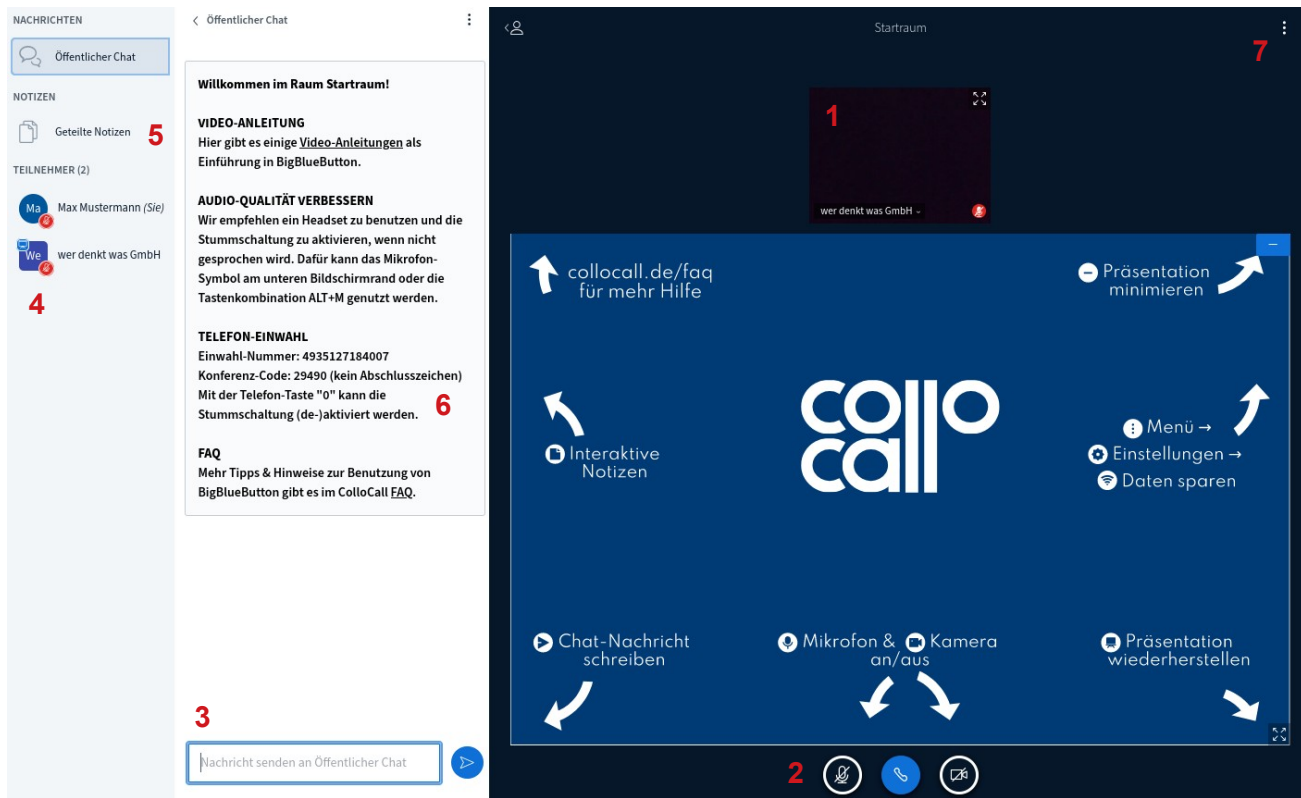 NACHRICHTEN
Öffentlicher Chat
NOTIZEN
Geteilte Notizen
5
TEILNEHMER (2)
Ma
Max Mustermann (Sie)
We
wer denkt was GmbH
4
Öffentlicher Chat
Willkommen im Raum Startraum!
VIDEO-ANLEITUNG
Hier gibt es einige Video-Anleitungen als
Einführung in BigBlueButton.
AUDIO-QUALITÄT VERBESSERN
Wir empfehlen ein Headset zu benutzen und die
Stummschaltung zu aktivieren, wenn nicht
gesprochen wird. Dafür kann das Mikrofon-
Symbol am unteren Bildschirmrand oder die
Tastenkombination ALT+M genutzt werden.
TELEFON-EINWAHL
Einwahl-Nummer: 4935127184007
Konferenz-Code: 29490 (kein Abschlusszeichen)
Mit der Telefon-Taste "0" kann die
Stummschaltung (de-)aktiviert werden.
6
FAQ
Mehr Tipps & Hinweise zur Benutzung von
BigBlueButton gibt es im ColloCall FAQ.
3
Nachricht senden an Öffentlicher Chat
Startraum
7
1
wer denkt was GmbH
collocall.de/faq
für mehr Hilfe
Präsentation
minimieren
collo
call
Interaktive
Notizen
Menü →
Einstellungen →
Daten sparen
Chat-Nachricht
schreiben
Mikrofon & Kamera
an/aus
Präsentation
wiederherstellen
2